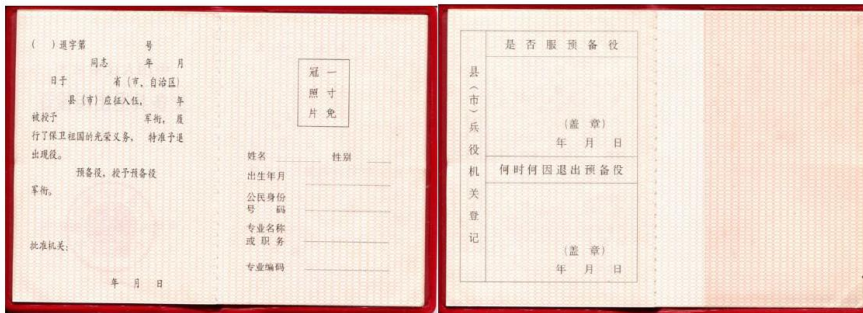 ( )退字第 号
同志 年 月
日于 省(市、自治区)
县(市)应征入伍, 年
被授予 军衔, 履
行了保卫祖国的光荣义务, 特准予退
出现役。
预备役, 授予预备役
军衔。
批准机关:
年 月 日
一寸免冠照片
姓名 性别
出生年月
公民身份
号 码
专业名称
或 职 务
专业编码
县(市)兵役机关登记
是否服预备役
(盖 章)
年 月 日
何时何因退出预备役
(盖 章)
年 月 日